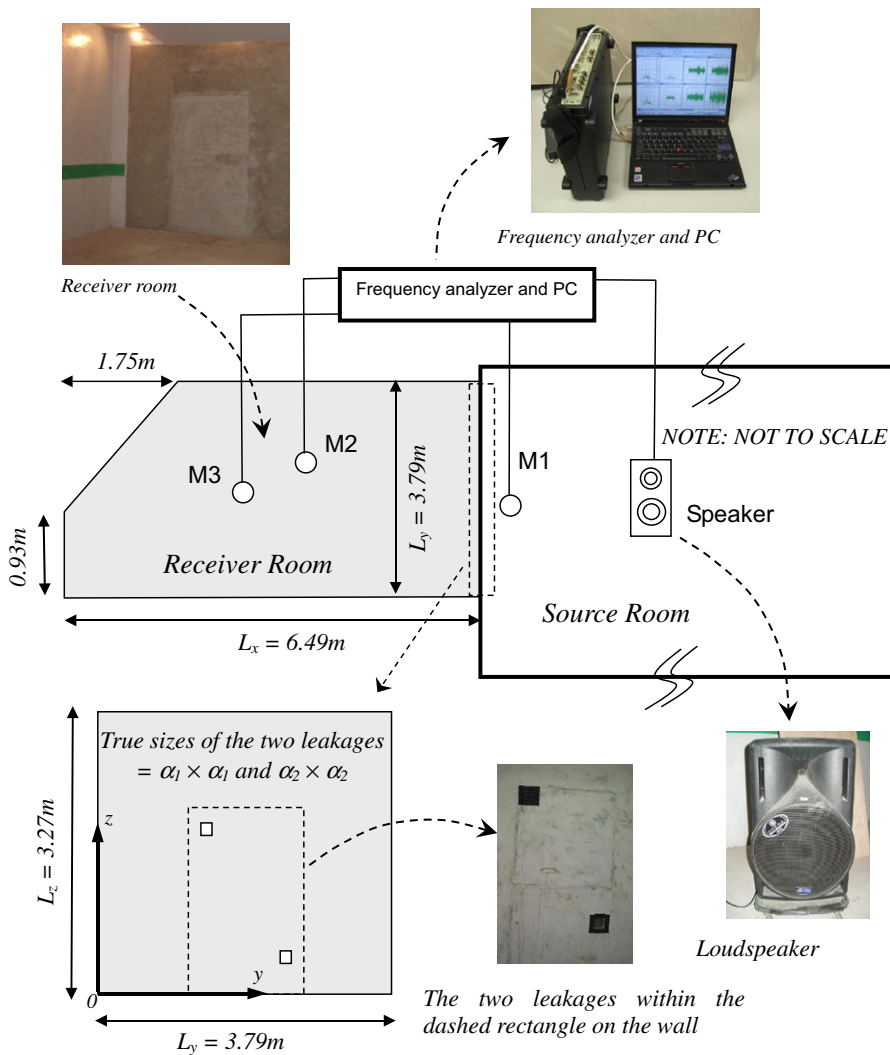 Frequency analyzer and PC
Receiver room
Frequency analyzer and PC
1.75m
NOTE: NOT TO SCALE
M2
M3
M1
L_y = 3.79m
Speaker
0.93m
Receiver Room
Source Room
L_x = 6.49m
True sizes of the two leakages
= α₁ × α₁ and α₂ × α₂
z
L_z = 3.27m
y
0
L_y = 3.79m
Loudspeaker
The two leakages within the
dashed rectangle on the wall